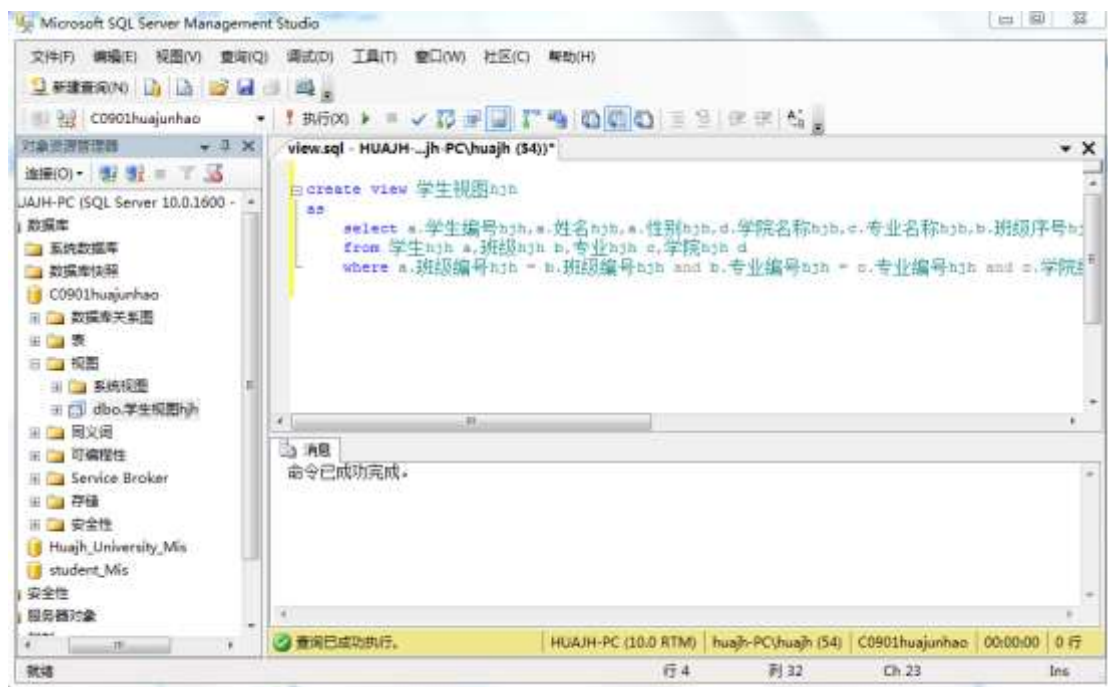 Microsoft SQL Server Management Studio
文件(F) 编辑(E) 视图(V) 查询(Q) 调试(D) 工具(T) 窗口(W) 社区(C) 帮助(H)
新建查询(N)
C0901huajunhao 执行(X)
对象资源管理器
view.sql - HUAJH-...jh-PC\huajh (54))*
连接(O)
JAJH-PC (SQL Server 10.0.1600 -
数据库
系统数据库
数据库快照
C0901huajunhao
数据库关系图
表
视图
系统视图
dbo.学生视图hjh
同义词
可编程性
Service Broker
存储
安全性
Huajh_University_Mis
student_Mis
安全性
服务器对象
create view 学生视图hjh
as
select a.学生编号hjh,a.姓名hjh,a.性别hjh,d.学院名称hjh,c.专业名称hjh,b.班级序号hj
from 学生hjh a,班级hjh b,专业hjh c,学院hjh d
where a.班级编号hjh = b.班级编号hjh and b.专业编号hjh = c.专业编号hjh and c.学院编
消息
命令已成功完成。
查询已成功执行。 HUAJH-PC (10.0 RTM) huajh-PC\huajh (54) C0901huajunhao 00:00:00 0 行
就绪 行 4 列 32 Ch 23 Ins